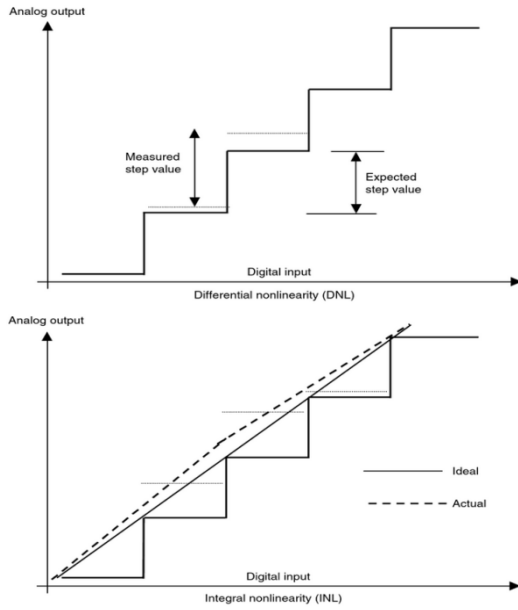 Analog output
Measured
step value
Expected
step value
Digital input
Differential nonlinearity (DNL)
Analog output
Ideal
Actual
Digital input
Integral nonlinearity (INL)